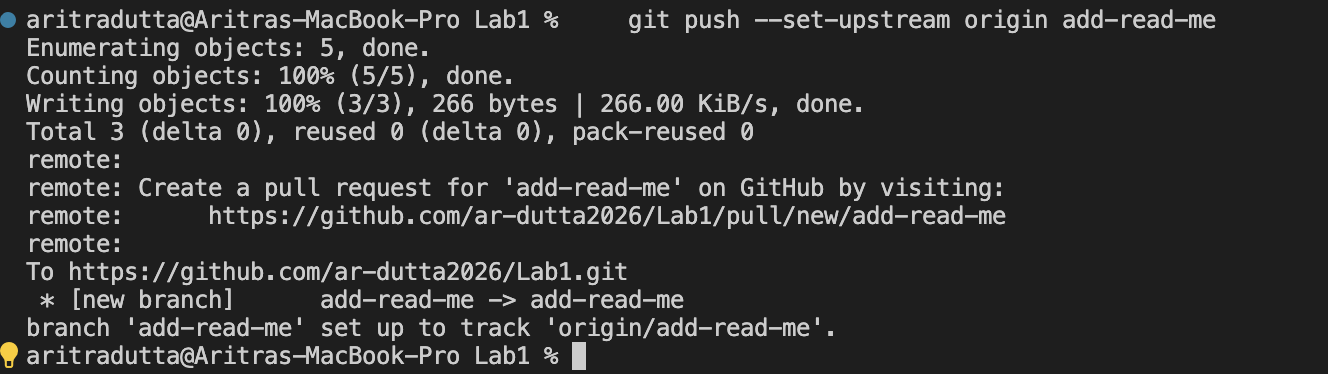 aritradutta@Aritras-MacBook-Pro Lab1 %     git push --set-upstream origin add-read-me
Enumerating objects: 5, done.
Counting objects: 100% (5/5), done.
Writing objects: 100% (3/3), 266 bytes | 266.00 KiB/s, done.
Total 3 (delta 0), reused 0 (delta 0), pack-reused 0
remote:
remote: Create a pull request for 'add-read-me' on GitHub by visiting:
remote:      https://github.com/ar-dutta2026/Lab1/pull/new/add-read-me
remote:
To https://github.com/ar-dutta2026/Lab1.git
 * [new branch]      add-read-me -> add-read-me
branch 'add-read-me' set up to track 'origin/add-read-me'.
aritradutta@Aritras-MacBook-Pro Lab1 %